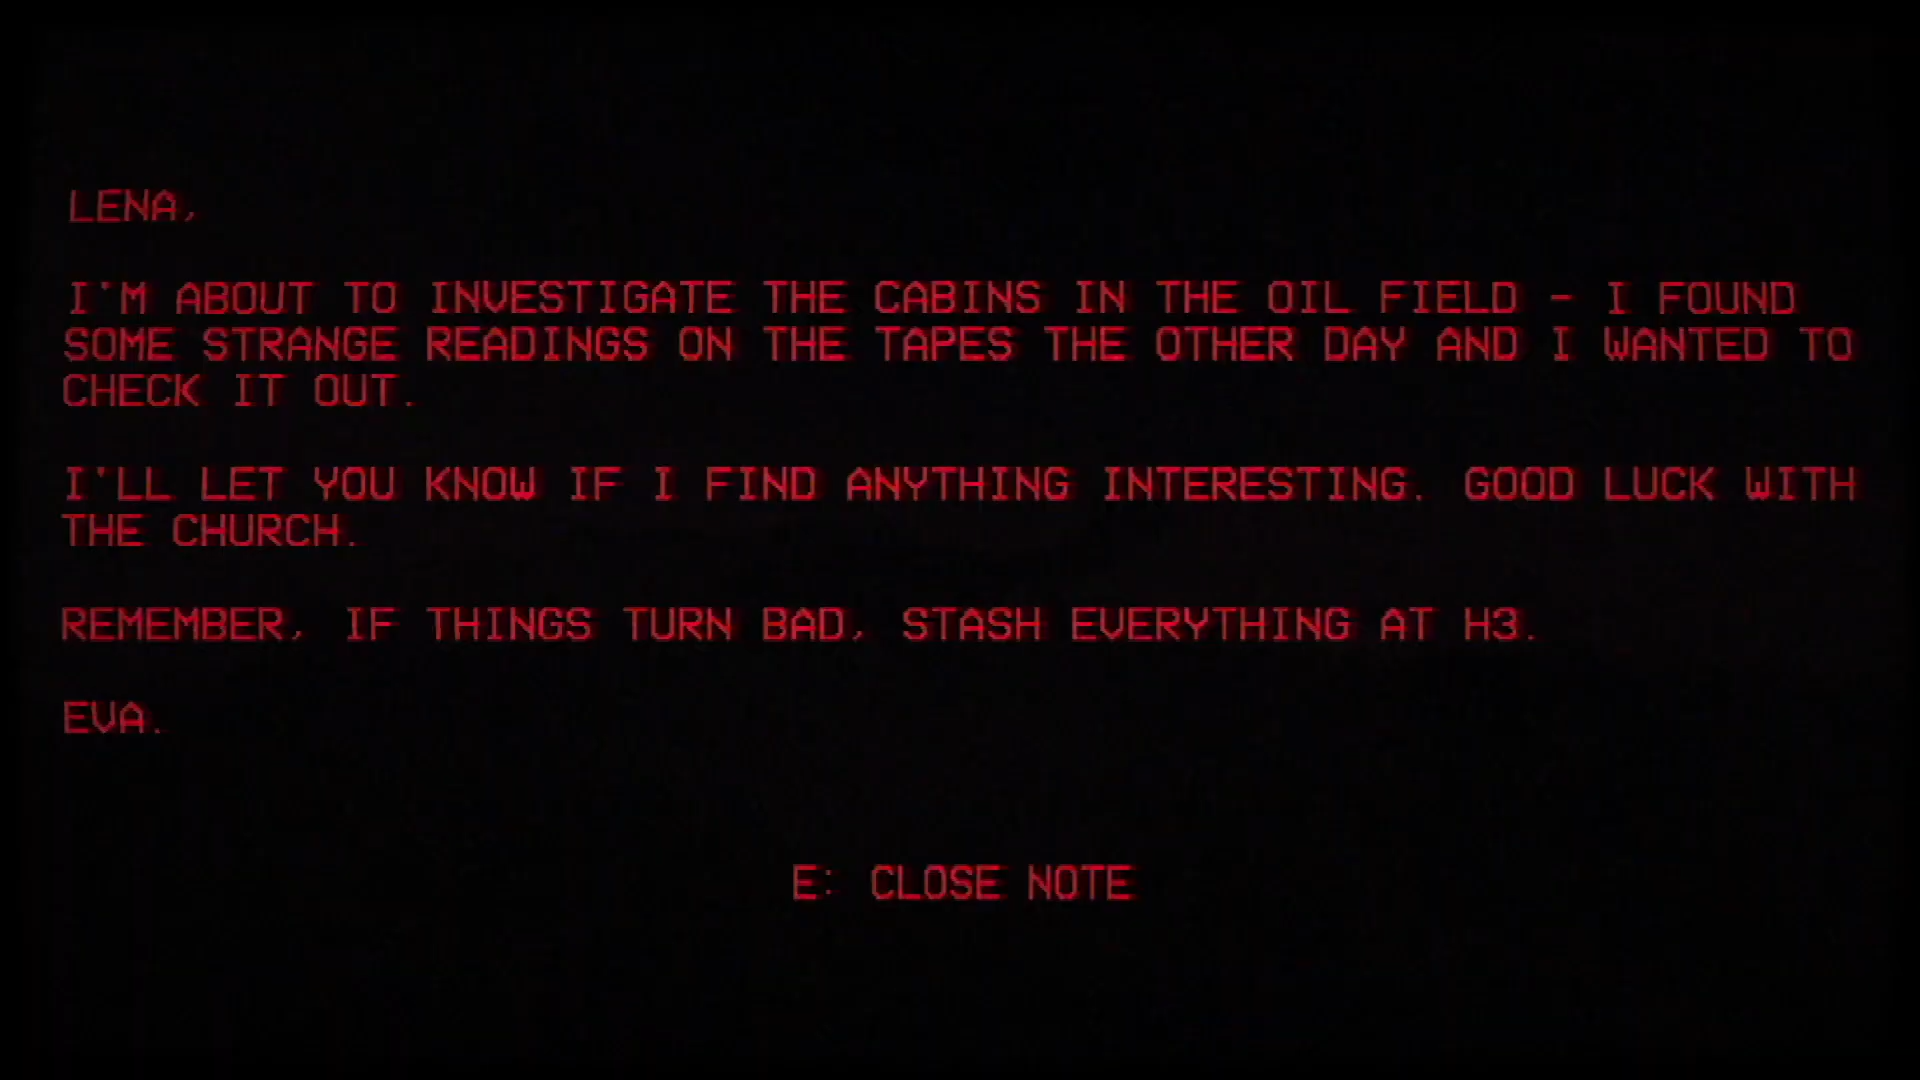 LENA,
I'M ABOUT TO INVESTIGATE THE CABINS IN THE OIL FIELD - I FOUND
SOME STRANGE READINGS ON THE TAPES THE OTHER DAY AND I WANTED TO
CHECK IT OUT.
I'LL LET YOU KNOW IF I FIND ANYTHING INTERESTING. GOOD LUCK WITH
THE CHURCH.
REMEMBER, IF THINGS TURN BAD, STASH EVERYTHING AT H3.
EVA.
E: CLOSE NOTE